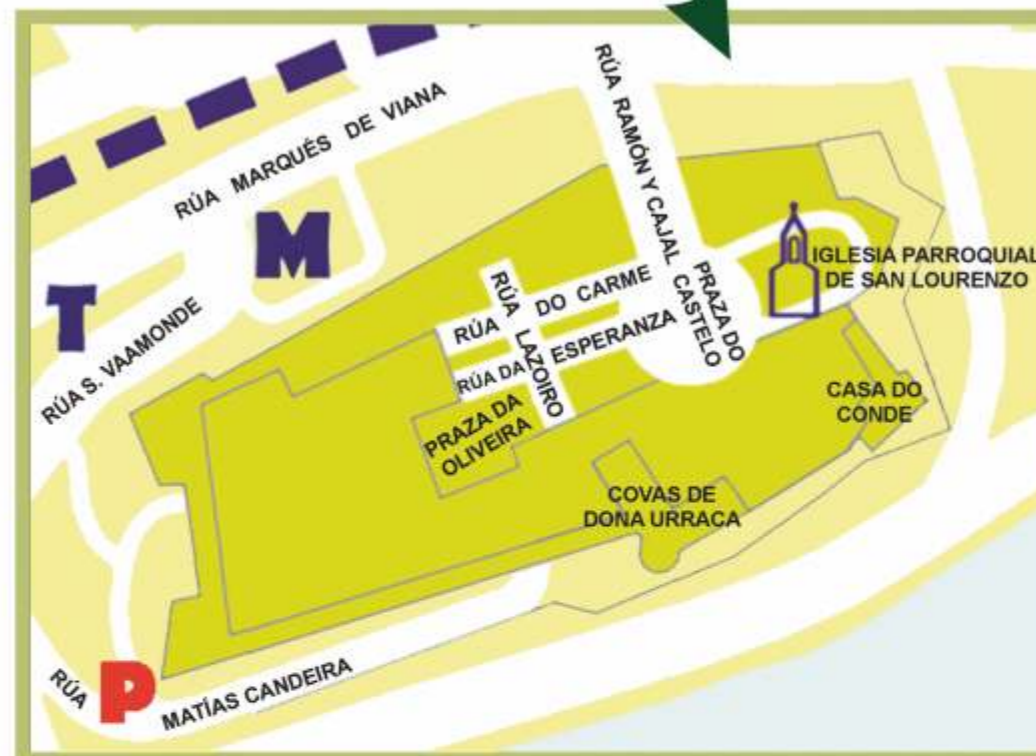 RÚA MARQUÉS DE VIANA
RÚA RAMÓN Y CAJAL
M
T
RÚA S. VAAMONDE
RÚA DO CARME
RÚA LAZOIRO
RÚA DA ESPERANZA
PRAZA DO
CASTELO
IGLESIA PARROQUIAL
DE SAN LOURENZO
PRAZA DA
OLIVEIRA
CASA DO
CONDE
COVAS DE
DONA URRACA
RÚA MATÍAS CANDEIRA
P